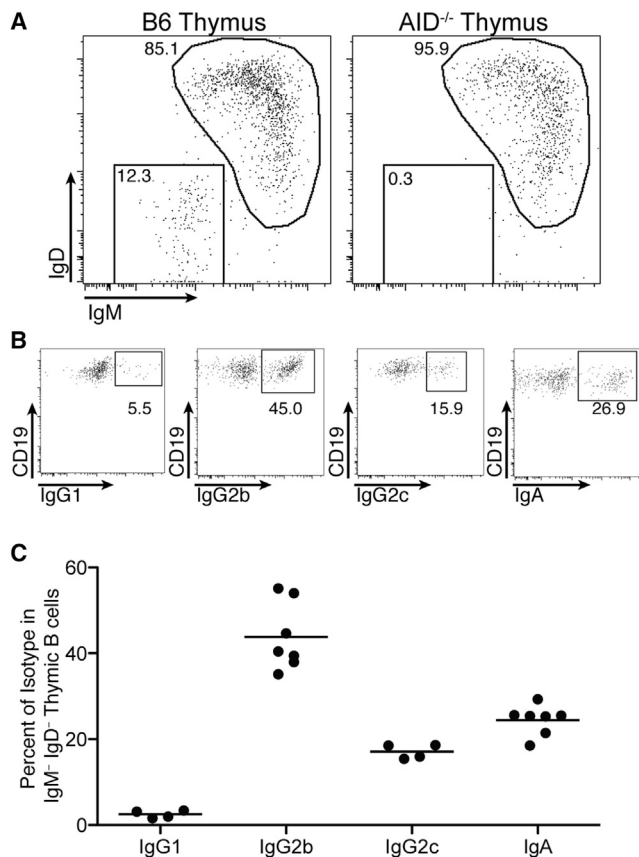 A
B6 Thymus
AID-/- Thymus
85.1
95.9
12.3
0.3
IgD
IgM
B
CD19
5.5
IgG1
CD19
45.0
IgG2b
CD19
15.9
IgG2c
CD19
26.9
IgA
C
Percent of Isotype in
IgM- IgD- Thymic B cells
60
40
20
0
IgG1
IgG2b
IgG2c
IgA